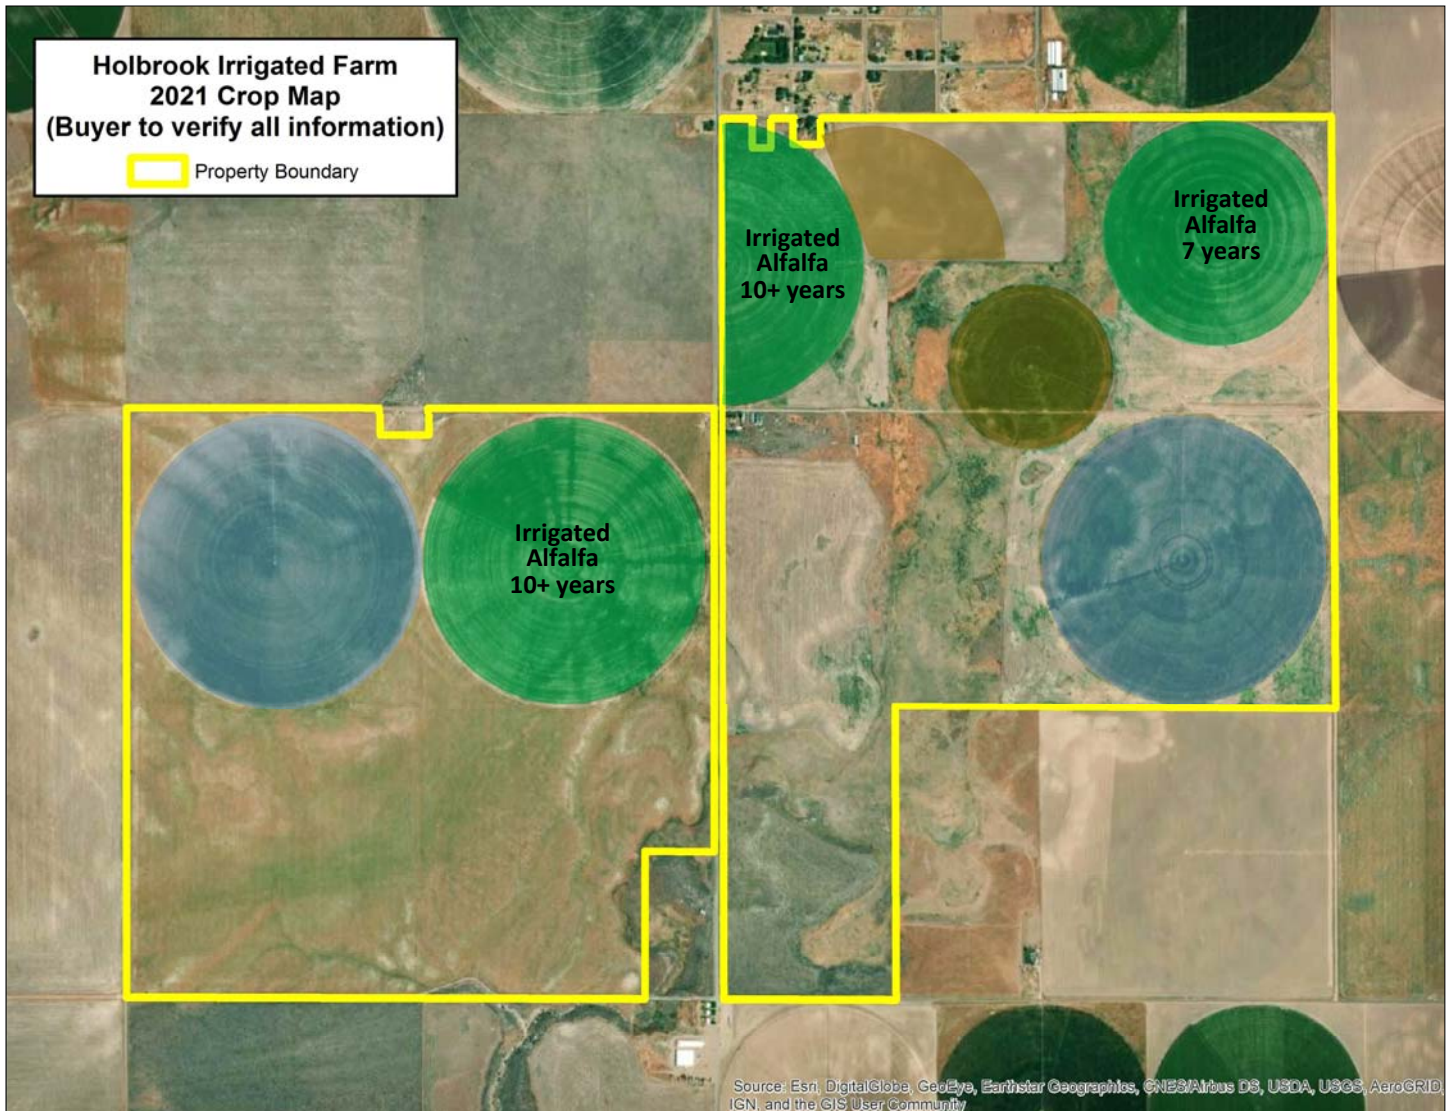 Holbrook Irrigated Farm
2021 Crop Map
(Buyer to verify all information)
Property Boundary
Irrigated
Alfalfa
7 years
Irrigated
Alfalfa
10+ years
Irrigated
Alfalfa
10+ years
Source: Esri, DigitalGlobe, GeoEye, Earthstar Geographics, CNES/Airbus DS, USDA, USGS, AeroGRID,
IGN, and the GIS User Community